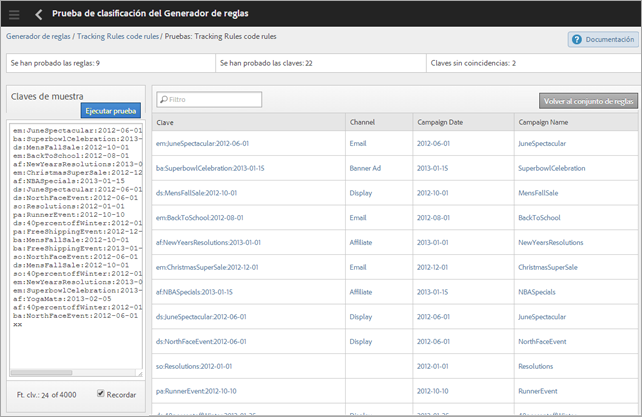 Prueba de clasificación del Generador de reglas
Generador de reglas / Tracking Rules code rules / Pruebas: Tracking Rules code rules
Documentación
Se han probado las reglas: 9
Se han probado las claves: 22
Claves sin coincidencias: 2
Claves de muestra
Ejecutar prueba
em:JuneSpectacular:2012-06-01
ba:SuperbowlCelebration:2013-
ds:MensFallSale:2012-10-01
em:BackToSchool:2012-08-01
af:NewYearsResolutions:2013-0
em:ChristmasSuperSale:2012-12
af:NBASpecials:2013-01-15
ds:JuneSpectacular:2012-06-01
ds:NorthFaceEvent:2012-06-01
so:Resolutions:2012-01-01
pa:RunnerEvent:2012-10-10
ds:40percentoffWinter:2012-01
pa:FreeShippingEvent:2012-12-
ba:MensFallSale:2012-10-01
ba:FreeShippingEvent:2013-01-
so:NorthFaceEvent:2012-06-01
ds:MensFallSale:2012-10-01
so:40percentoffWinter:2012-01
em:NewYearsResolutions:2013-0
em:SuperbowlCelebration:2013-
af:YogaMats:2013-02-05
af:40percentoffWinter:2012-01
ba:NorthFaceEvent:2012-06-01
xx
Ft. clv.: 24 of 4000
Recordar
Filtro
Volver al conjunto de reglas
Clave Channel Campaign Date Campaign Name
em:JuneSpectacular:2012-06-01 Email 2012-06-01 JuneSpectacular
ba:SuperbowlCelebration:2013-01-15 Banner Ad 2013-01-15 SuperbowlCelebration
ds:MensFallSale:2012-10-01 Display 2012-10-01 MensFallSale
em:BackToSchool:2012-08-01 Email 2012-08-01 BackToSchool
af:NewYearsResolutions:2013-01-01 Affiliate 2013-01-01 NewYearsResolutions
em:ChristmasSuperSale:2012-12-01 Email 2012-12-01 ChristmasSuperSale
af:NBASpecials:2013-01-15 Affiliate 2013-01-15 NBASpecials
ds:JuneSpectacular:2012-06-01 Display 2012-06-01 JuneSpectacular
ds:NorthFaceEvent:2012-06-01 Display 2012-06-01 NorthFaceEvent
so:Resolutions:2012-01-01 2012-01-01 Resolutions
pa:RunnerEvent:2012-10-10 2012-10-10 RunnerEvent